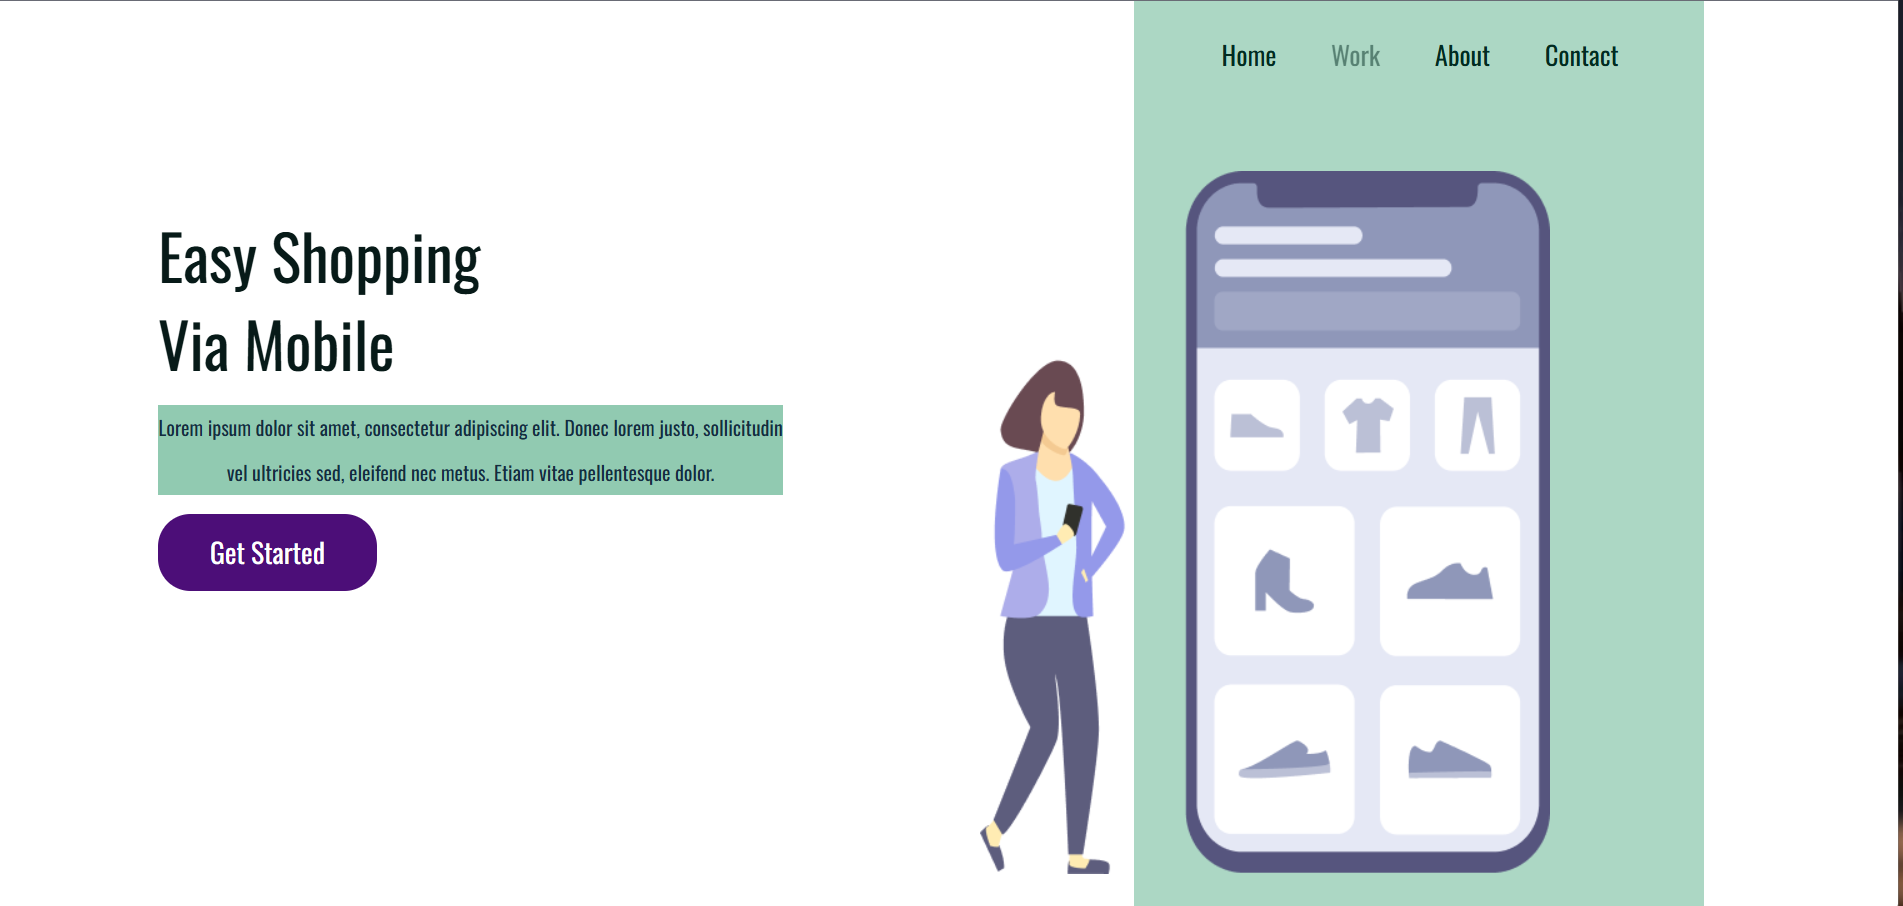 Home Work About Contact
Easy Shopping
Via Mobile
Lorem ipsum dolor sit amet, consectetur adipiscing elit. Donec lorem justo, sollicitudin
vel ultricies sed, eleifend nec metus. Etiam vitae pellentesque dolor.
Get Started